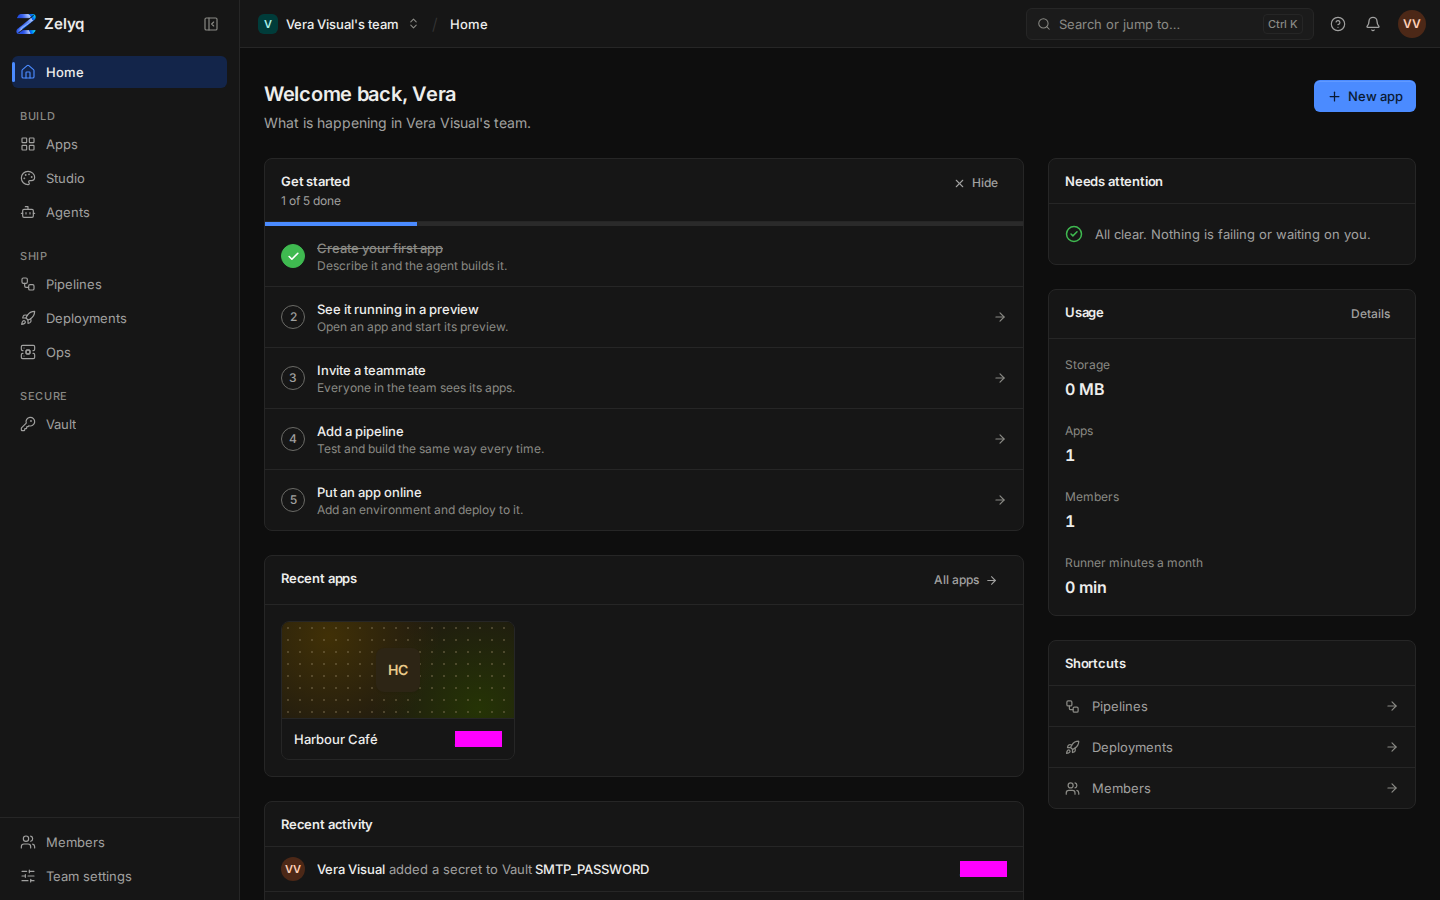 Zelyq
Vera Visual's team / Home
Search or jump to...
Ctrl K
VV
Home
BUILD
Apps
Studio
Agents
SHIP
Pipelines
Deployments
Ops
SECURE
Vault
Members
Team settings
Welcome back, Vera
What is happening in Vera Visual's team.
New app
Get started
1 of 5 done
Hide
Create your first app
Describe it and the agent builds it.
2
See it running in a preview
Open an app and start its preview.
3
Invite a teammate
Everyone in the team sees its apps.
4
Add a pipeline
Test and build the same way every time.
5
Put an app online
Add an environment and deploy to it.
Recent apps
All apps
HC
Harbour Café
Recent activity
VV
Vera Visual added a secret to Vault SMTP_PASSWORD
Needs attention
All clear. Nothing is failing or waiting on you.
Usage
Details
Storage
0 MB
Apps
1
Members
1
Runner minutes a month
0 min
Shortcuts
Pipelines
Deployments
Members